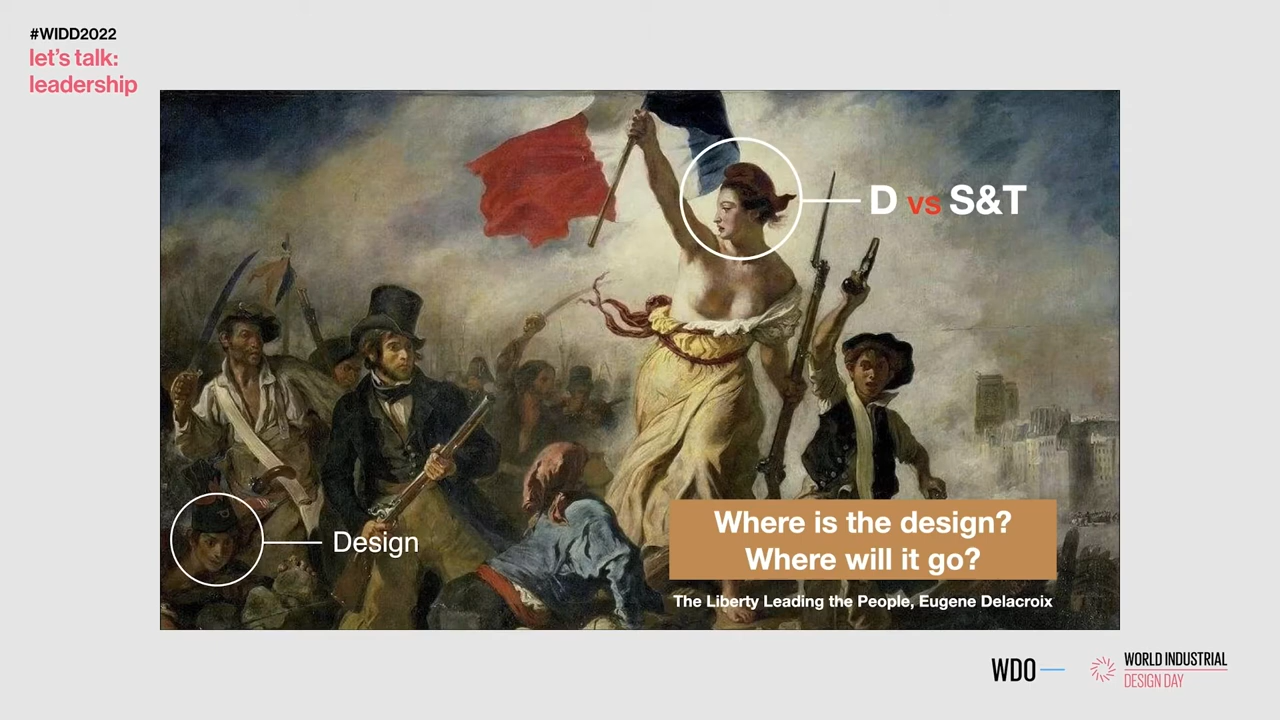 #WIDD2022
let's talk:
leadership
D vs S&T
Design
Where is the design?
Where will it go?
The Liberty Leading the People, Eugene Delacroix
WDO
WORLD INDUSTRIAL
DESIGN DAY